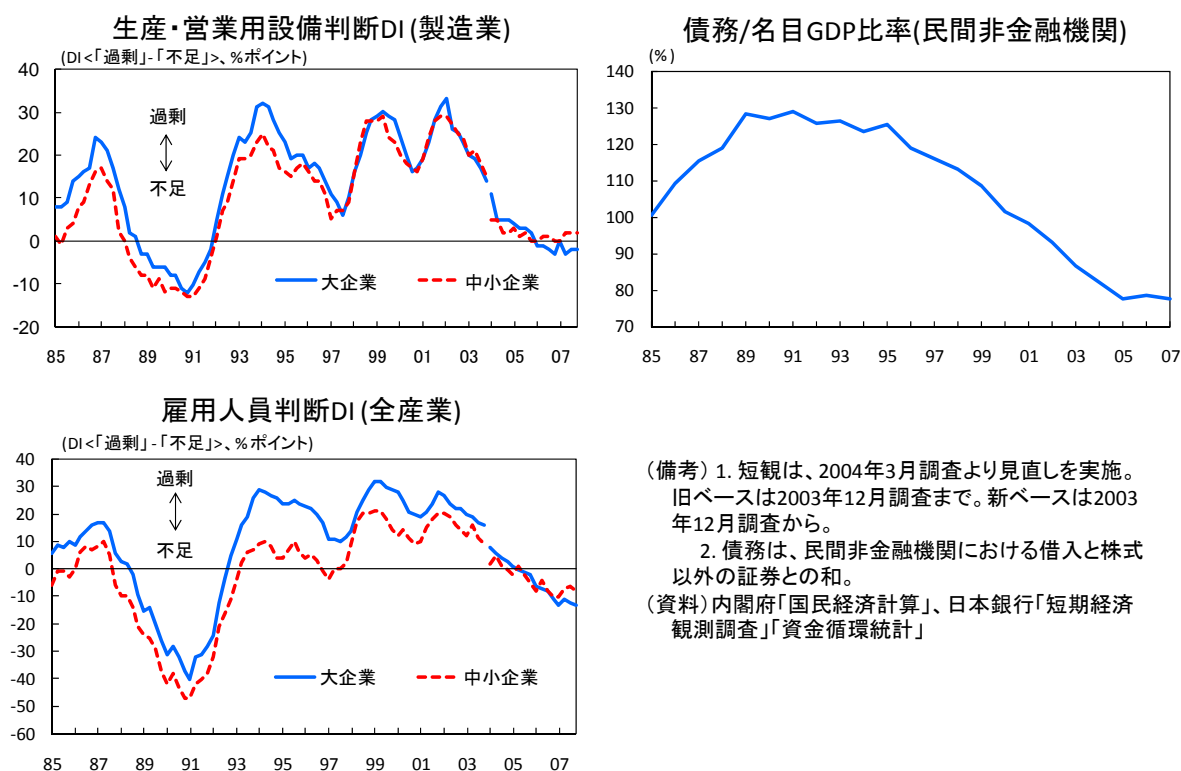 生産・営業用設備判断DI (製造業)
(DI<「過剰」-「不足」>、%ポイント)
40
30
20
10
0
-10
-20
過剰
不足
大企業
中小企業
85 87 89 91 93 95 97 99 01 03 05 07
債務/名目GDP比率(民間非金融機関)
(%)
140
130
120
110
100
90
80
70
85 87 89 91 93 95 97 99 01 03 05 07
雇用人員判断DI (全産業)
(DI<「過剰」-「不足」>、%ポイント)
40
30
20
10
0
-10
-20
-30
-40
-50
-60
過剰
不足
大企業
中小企業
85 87 89 91 93 95 97 99 01 03 05 07
（備考）1. 短観は、2004年3月調査より見直しを実施。
旧ベースは2003年12月調査まで。新ベースは2003
年12月調査から。
2. 債務は、民間非金融機関における借入と株式
以外の証券との和。
（資料）内閣府「国民経済計算」、日本銀行「短期経済
観測調査」「資金循環統計」